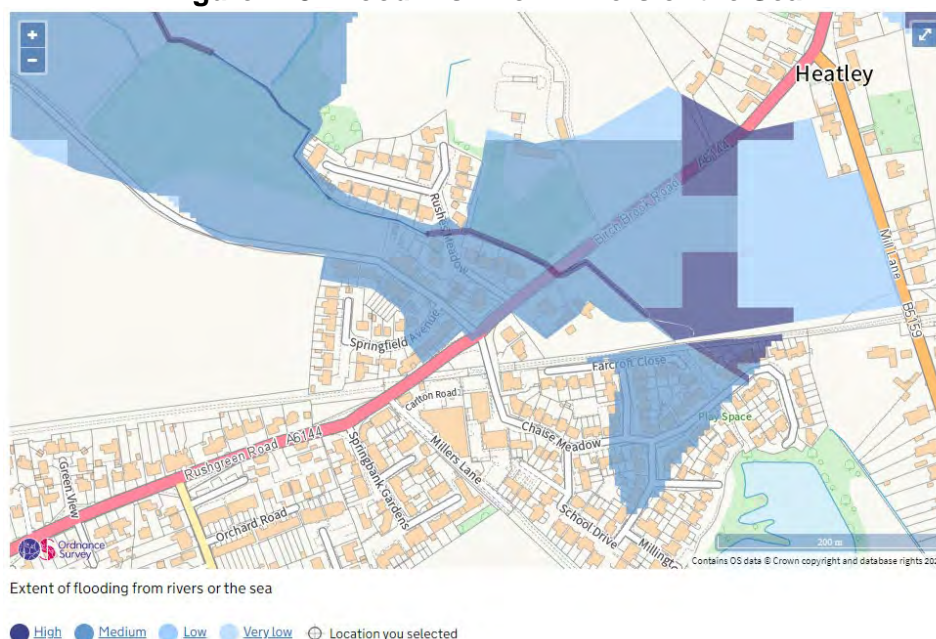 +
−
Heatley
Birch Brook Road
Mill Lane
B5159
Rushes Meadow
Springfield Avenue
Farcroft Close
Carlton Road
Play Space
Chaise Meadow
Rushgreen Road A6144
Millers Lane
Springbank Gardens
Green View
Orchard Road
School Drive
Ordnance
Survey
200 m
Contains OS data © Crown copyright and database rights 20
Extent of flooding from rivers or the sea
High Medium Low Very low Location you selected